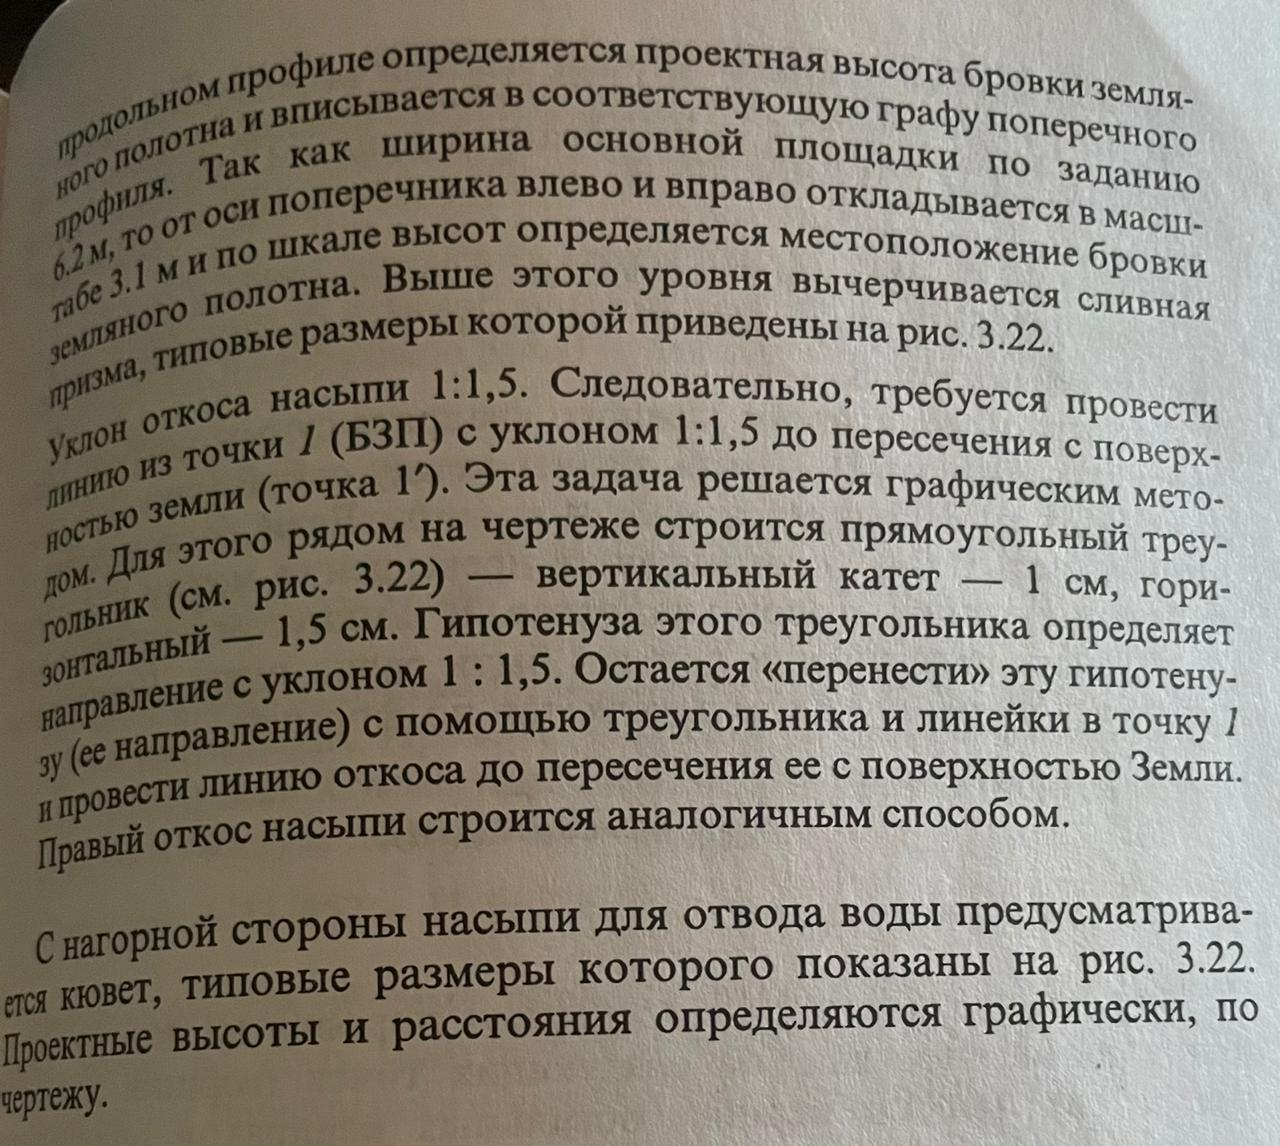 продольном профиле определяется проектная высота бровки земля-
ного полотна и вписывается в соответствующую графу поперечного
профиля. Так как ширина основной площадки по заданию
6.2 м, то от оси поперечника влево и вправо откладывается в масш-
табе 3.1 м и по шкале высот определяется местоположение бровки
земляного полотна. Выше этого уровня вычерчивается сливная
призма, типовые размеры которой приведены на рис. 3.22.
Уклон откоса насыпи 1:1,5. Следовательно, требуется провести
линию из точки 1 (БЗП) с уклоном 1:1,5 до пересечения с поверх-
ностью земли (точка 1′). Эта задача решается графическим мето-
дом. Для этого рядом на чертеже строится прямоугольный треу-
гольник (см. рис. 3.22) — вертикальный катет — 1 см, гори-
зонтальный — 1,5 см. Гипотенуза этого треугольника определяет
направление с уклоном 1 : 1,5. Остается «перенести» эту гипотену-
зу (ее направление) с помощью треугольника и линейки в точку 1
и провести линию откоса до пересечения ее с поверхностью Земли.
Правый откос насыпи строится аналогичным способом.
С нагорной стороны насыпи для отвода воды предусматрива-
ется кювет, типовые размеры которого показаны на рис. 3.22.
Проектные высоты и расстояния определяются графически, по
чертежу.